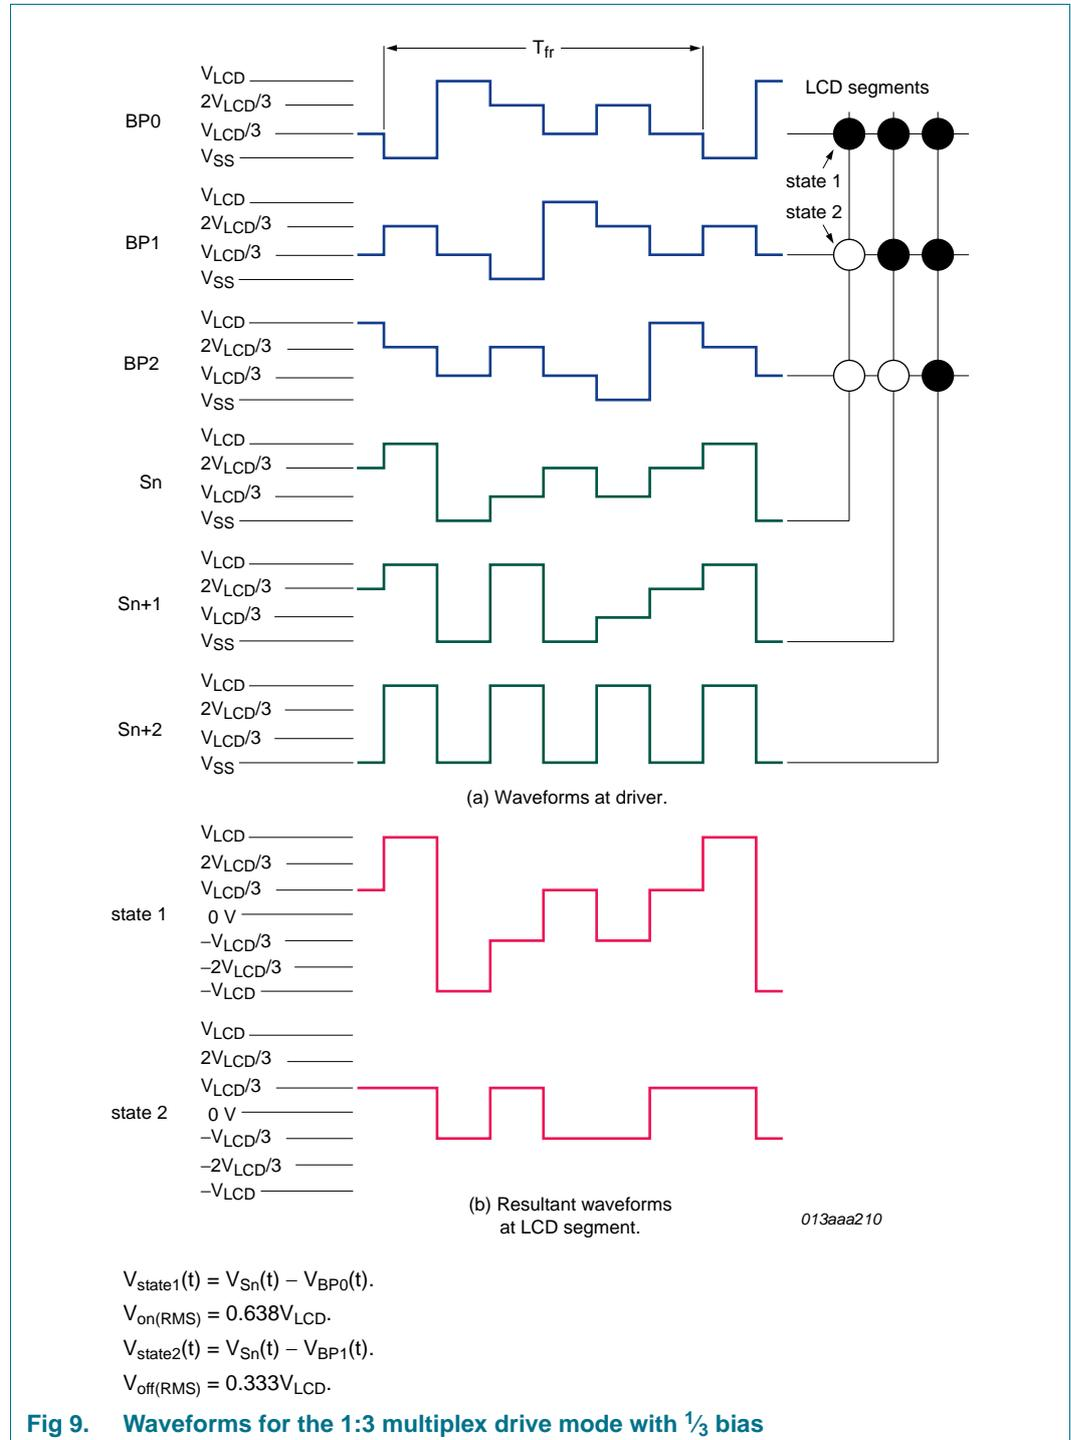 T_fr
V_LCD
2V_LCD/3
V_LCD/3
V_SS
BP0
LCD segments
state 1
V_LCD
2V_LCD/3
V_LCD/3
V_SS
BP1
state 2
V_LCD
2V_LCD/3
V_LCD/3
V_SS
BP2
V_LCD
2V_LCD/3
V_LCD/3
V_SS
Sn
V_LCD
2V_LCD/3
V_LCD/3
V_SS
Sn+1
V_LCD
2V_LCD/3
V_LCD/3
V_SS
Sn+2
(a) Waveforms at driver.
V_LCD
2V_LCD/3
V_LCD/3
0 V
−V_LCD/3
−2V_LCD/3
−V_LCD
state 1
V_LCD
2V_LCD/3
V_LCD/3
0 V
−V_LCD/3
−2V_LCD/3
−V_LCD
state 2
(b) Resultant waveforms
at LCD segment.
013aaa210
V_state1(t) = V_Sn(t) − V_BP0(t).
V_on(RMS) = 0.638V_LCD.
V_state2(t) = V_Sn(t) − V_BP1(t).
V_off(RMS) = 0.333V_LCD.
Fig 9. Waveforms for the 1:3 multiplex drive mode with 1⁄3 bias